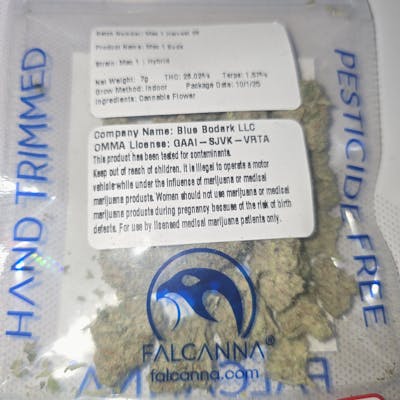 HAND TRIMMED
Batch Number: Mac 1 Harvest
Product Name: Mac 1 Buds
Strain: Mac 1 | Hybrid
Net Weight: 7g THC: Terps:
Grow Method: Indoor Package Date: 10/1/25
Ingredients: Cannabis Flower
Company Name: Blue Bodark LLC
OMMA License: GAAI-SJVK-VRTA
This product has been tested for contaminants.
Keep out of reach of children. It is illegal to operate a motor
vehicle while under the influence of marijuana or medical
marijuana products. Women should not use marijuana or medical
marijuana products during pregnancy because of the risk of birth
defects. For use by licensed medical marijuana patients only.
PESTICIDE FREE
FALCANNA®
falcanna.com
FALCANNA